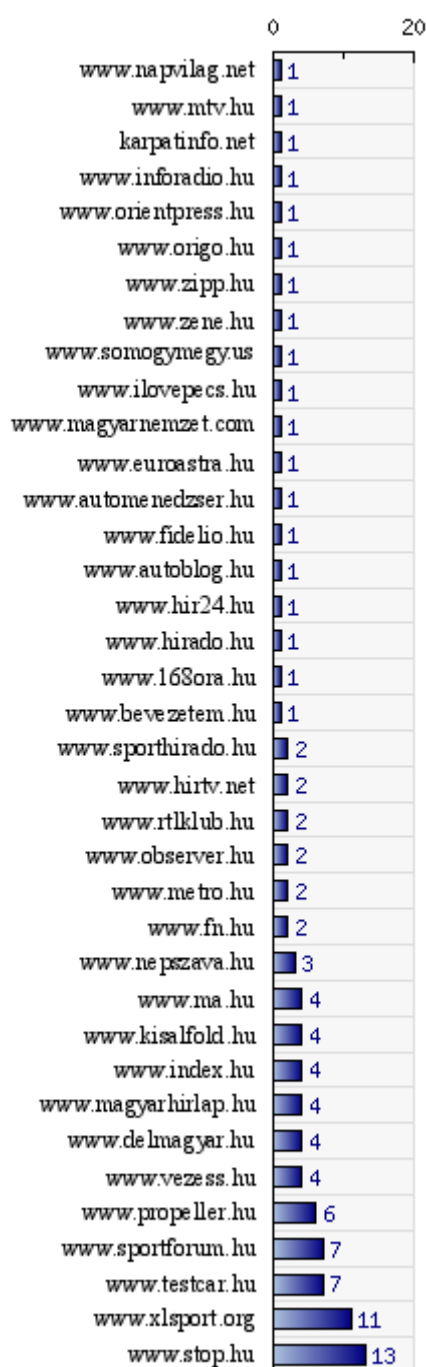 0 20
www.napvilag.net 1
www.mtv.hu 1
karpatinfo.net 1
www.inforadio.hu 1
www.orientpress.hu 1
www.origo.hu 1
www.zipp.hu 1
www.zene.hu 1
www.somogymegy.us 1
www.ilovepecs.hu 1
www.magyarnemzet.com 1
www.euroastra.hu 1
www.automenedzser.hu 1
www.fidelio.hu 1
www.autoblog.hu 1
www.hir24.hu 1
www.hirado.hu 1
www.168ora.hu 1
www.bevezetem.hu 1
www.sporthirado.hu 2
www.hirtv.net 2
www.rtlklub.hu 2
www.observer.hu 2
www.metro.hu 2
www.fn.hu 2
www.nepszava.hu 3
www.ma.hu 4
www.kisalfold.hu 4
www.index.hu 4
www.magyarhirlap.hu 4
www.delmagyar.hu 4
www.vezess.hu 4
www.propeller.hu 6
www.sportforum.hu 7
www.testcar.hu 7
www.xlsport.org 11
www.stop.hu 13